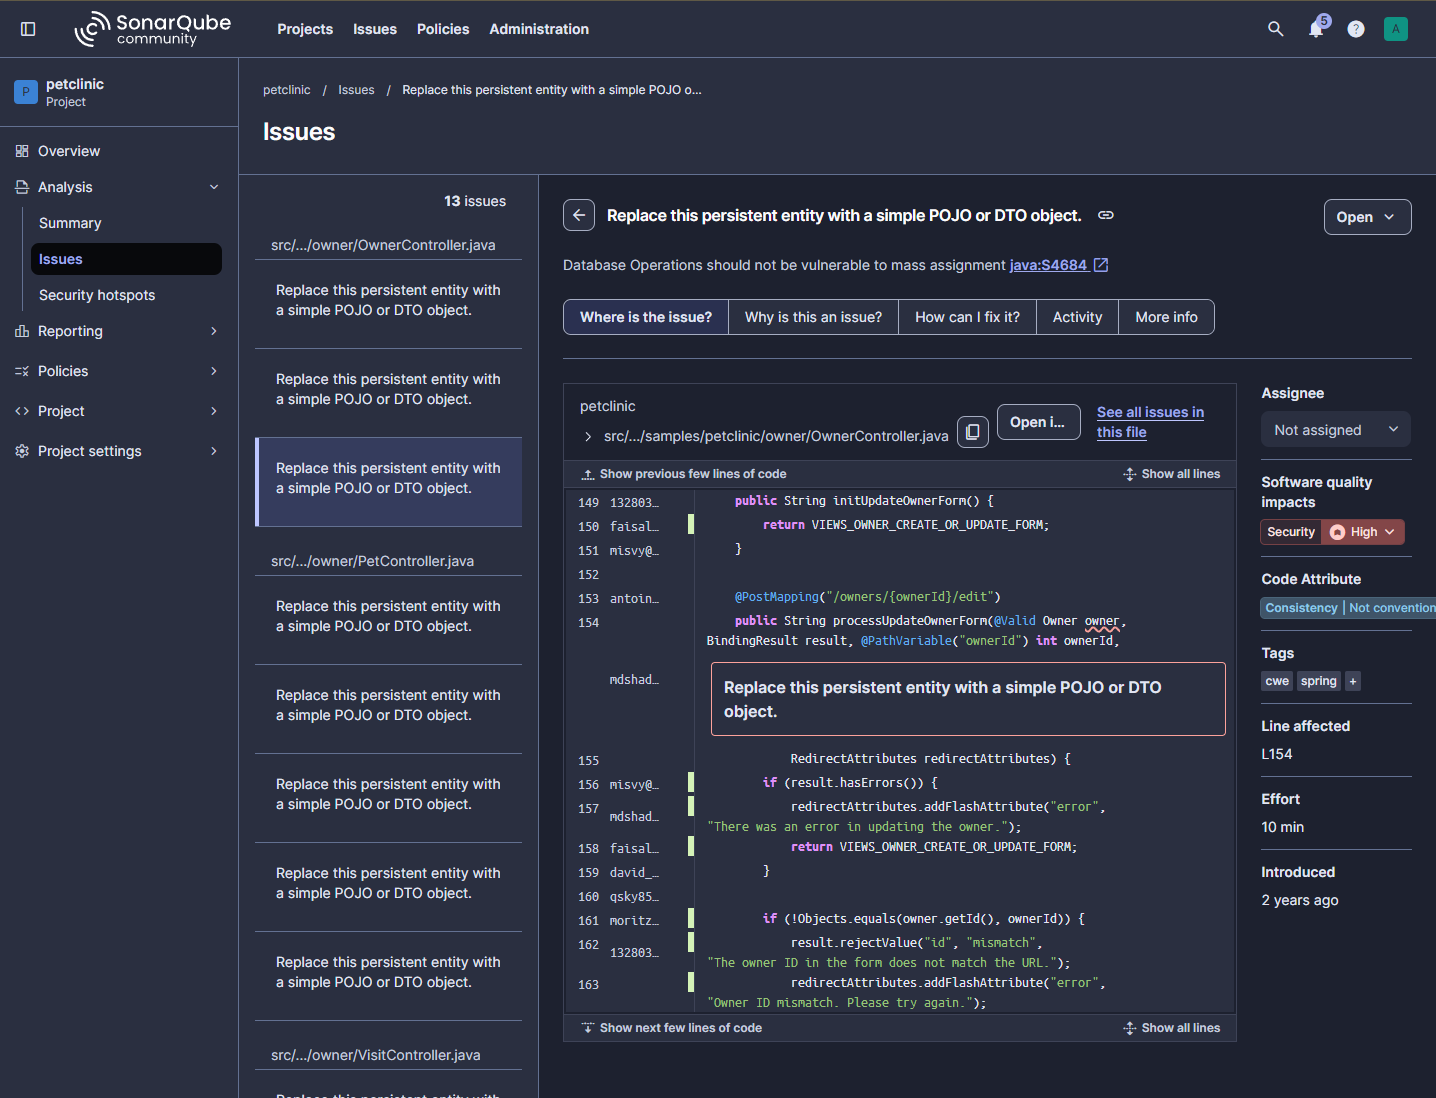 SonarQube
community
Projects
Issues
Policies
Administration
5
?
A
P
petclinic
Project
Overview
Analysis
Summary
Issues
Security hotspots
Reporting
Policies
Project
Project settings
petclinic / Issues / Replace this persistent entity with a simple POJO o...
Issues
13 issues
src/.../owner/OwnerController.java
Replace this persistent entity with
a simple POJO or DTO object.
Replace this persistent entity with
a simple POJO or DTO object.
Replace this persistent entity with
a simple POJO or DTO object.
src/.../owner/PetController.java
Replace this persistent entity with
a simple POJO or DTO object.
Replace this persistent entity with
a simple POJO or DTO object.
Replace this persistent entity with
a simple POJO or DTO object.
Replace this persistent entity with
a simple POJO or DTO object.
Replace this persistent entity with
a simple POJO or DTO object.
src/.../owner/VisitController.java
Replace this persistent entity with
Replace this persistent entity with a simple POJO or DTO object.
Open
Database Operations should not be vulnerable to mass assignment java:S4684
Where is the issue?
Why is this an issue?
How can I fix it?
Activity
More info
petclinic
src/.../samples/petclinic/owner/OwnerController.java
Open i...
See all issues in
this file
Show previous few lines of code
Show all lines
149 132803… public String initUpdateOwnerForm() {
150 faisal… return VIEWS_OWNER_CREATE_OR_UPDATE_FORM;
151 misvy@… }
152
153 antoin… @PostMapping("/owners/{ownerId}/edit")
154 public String processUpdateOwnerForm(@Valid Owner owner,
BindingResult result, @PathVariable("ownerId") int ownerId,
mdshad…
Replace this persistent entity with a simple POJO or DTO
object.
155 RedirectAttributes redirectAttributes) {
156 misvy@… if (result.hasErrors()) {
157 mdshad… redirectAttributes.addFlashAttribute("error",
"There was an error in updating the owner.");
158 faisal… return VIEWS_OWNER_CREATE_OR_UPDATE_FORM;
159 david_… }
160 qsky85…
161 moritz… if (!Objects.equals(owner.getId(), ownerId)) {
162 132803… result.rejectValue("id", "mismatch",
"The owner ID in the form does not match the URL.");
163 redirectAttributes.addFlashAttribute("error",
"Owner ID mismatch. Please try again.");
Show next few lines of code
Show all lines
Assignee
Not assigned
Software quality
impacts
Security High
Code Attribute
Consistency | Not convention
Tags
cwe spring +
Line affected
L154
Effort
10 min
Introduced
2 years ago